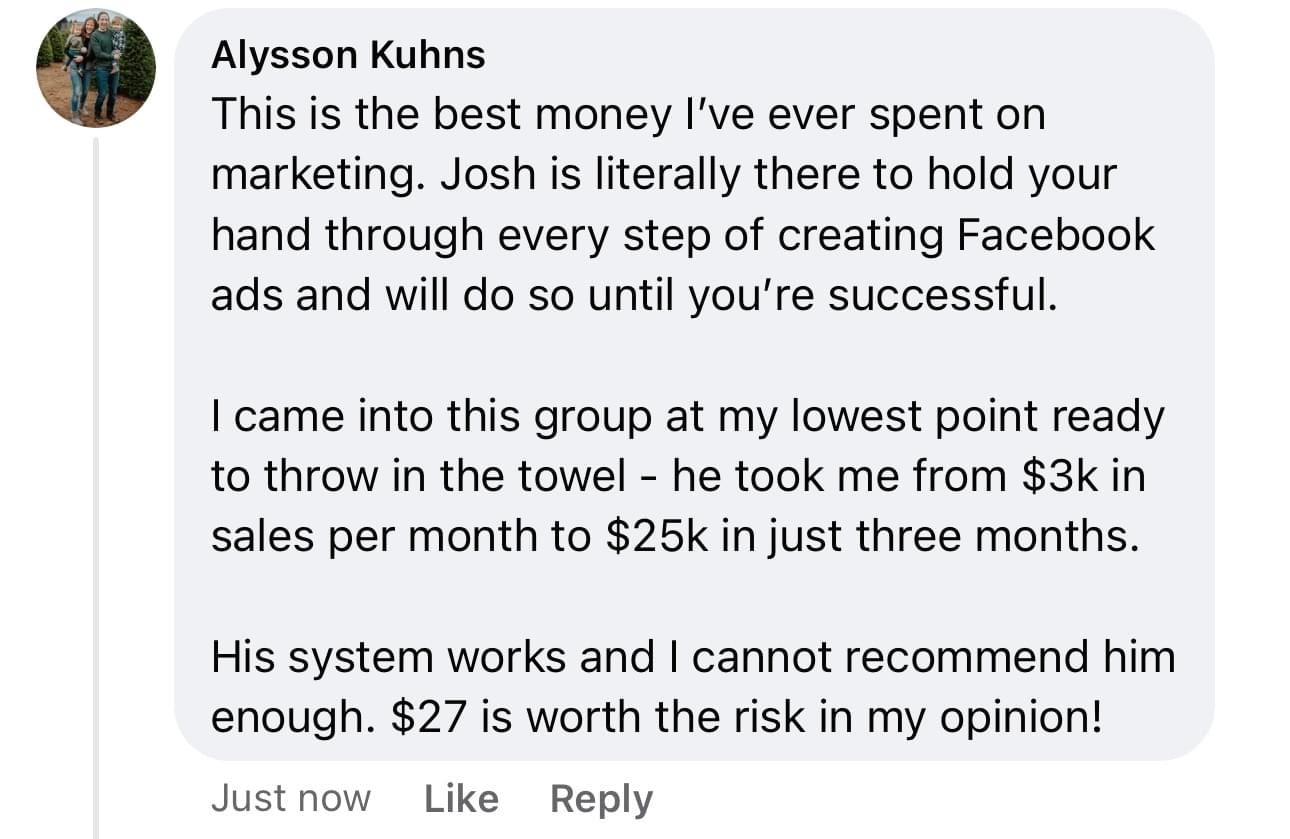 Alysson Kuhns
This is the best money I’ve ever spent on
marketing. Josh is literally there to hold your
hand through every step of creating Facebook
ads and will do so until you’re successful.
I came into this group at my lowest point ready
to throw in the towel - he took me from $3k in
sales per month to $25k in just three months.
His system works and I cannot recommend him
enough. $27 is worth the risk in my opinion!
Just now Like Reply